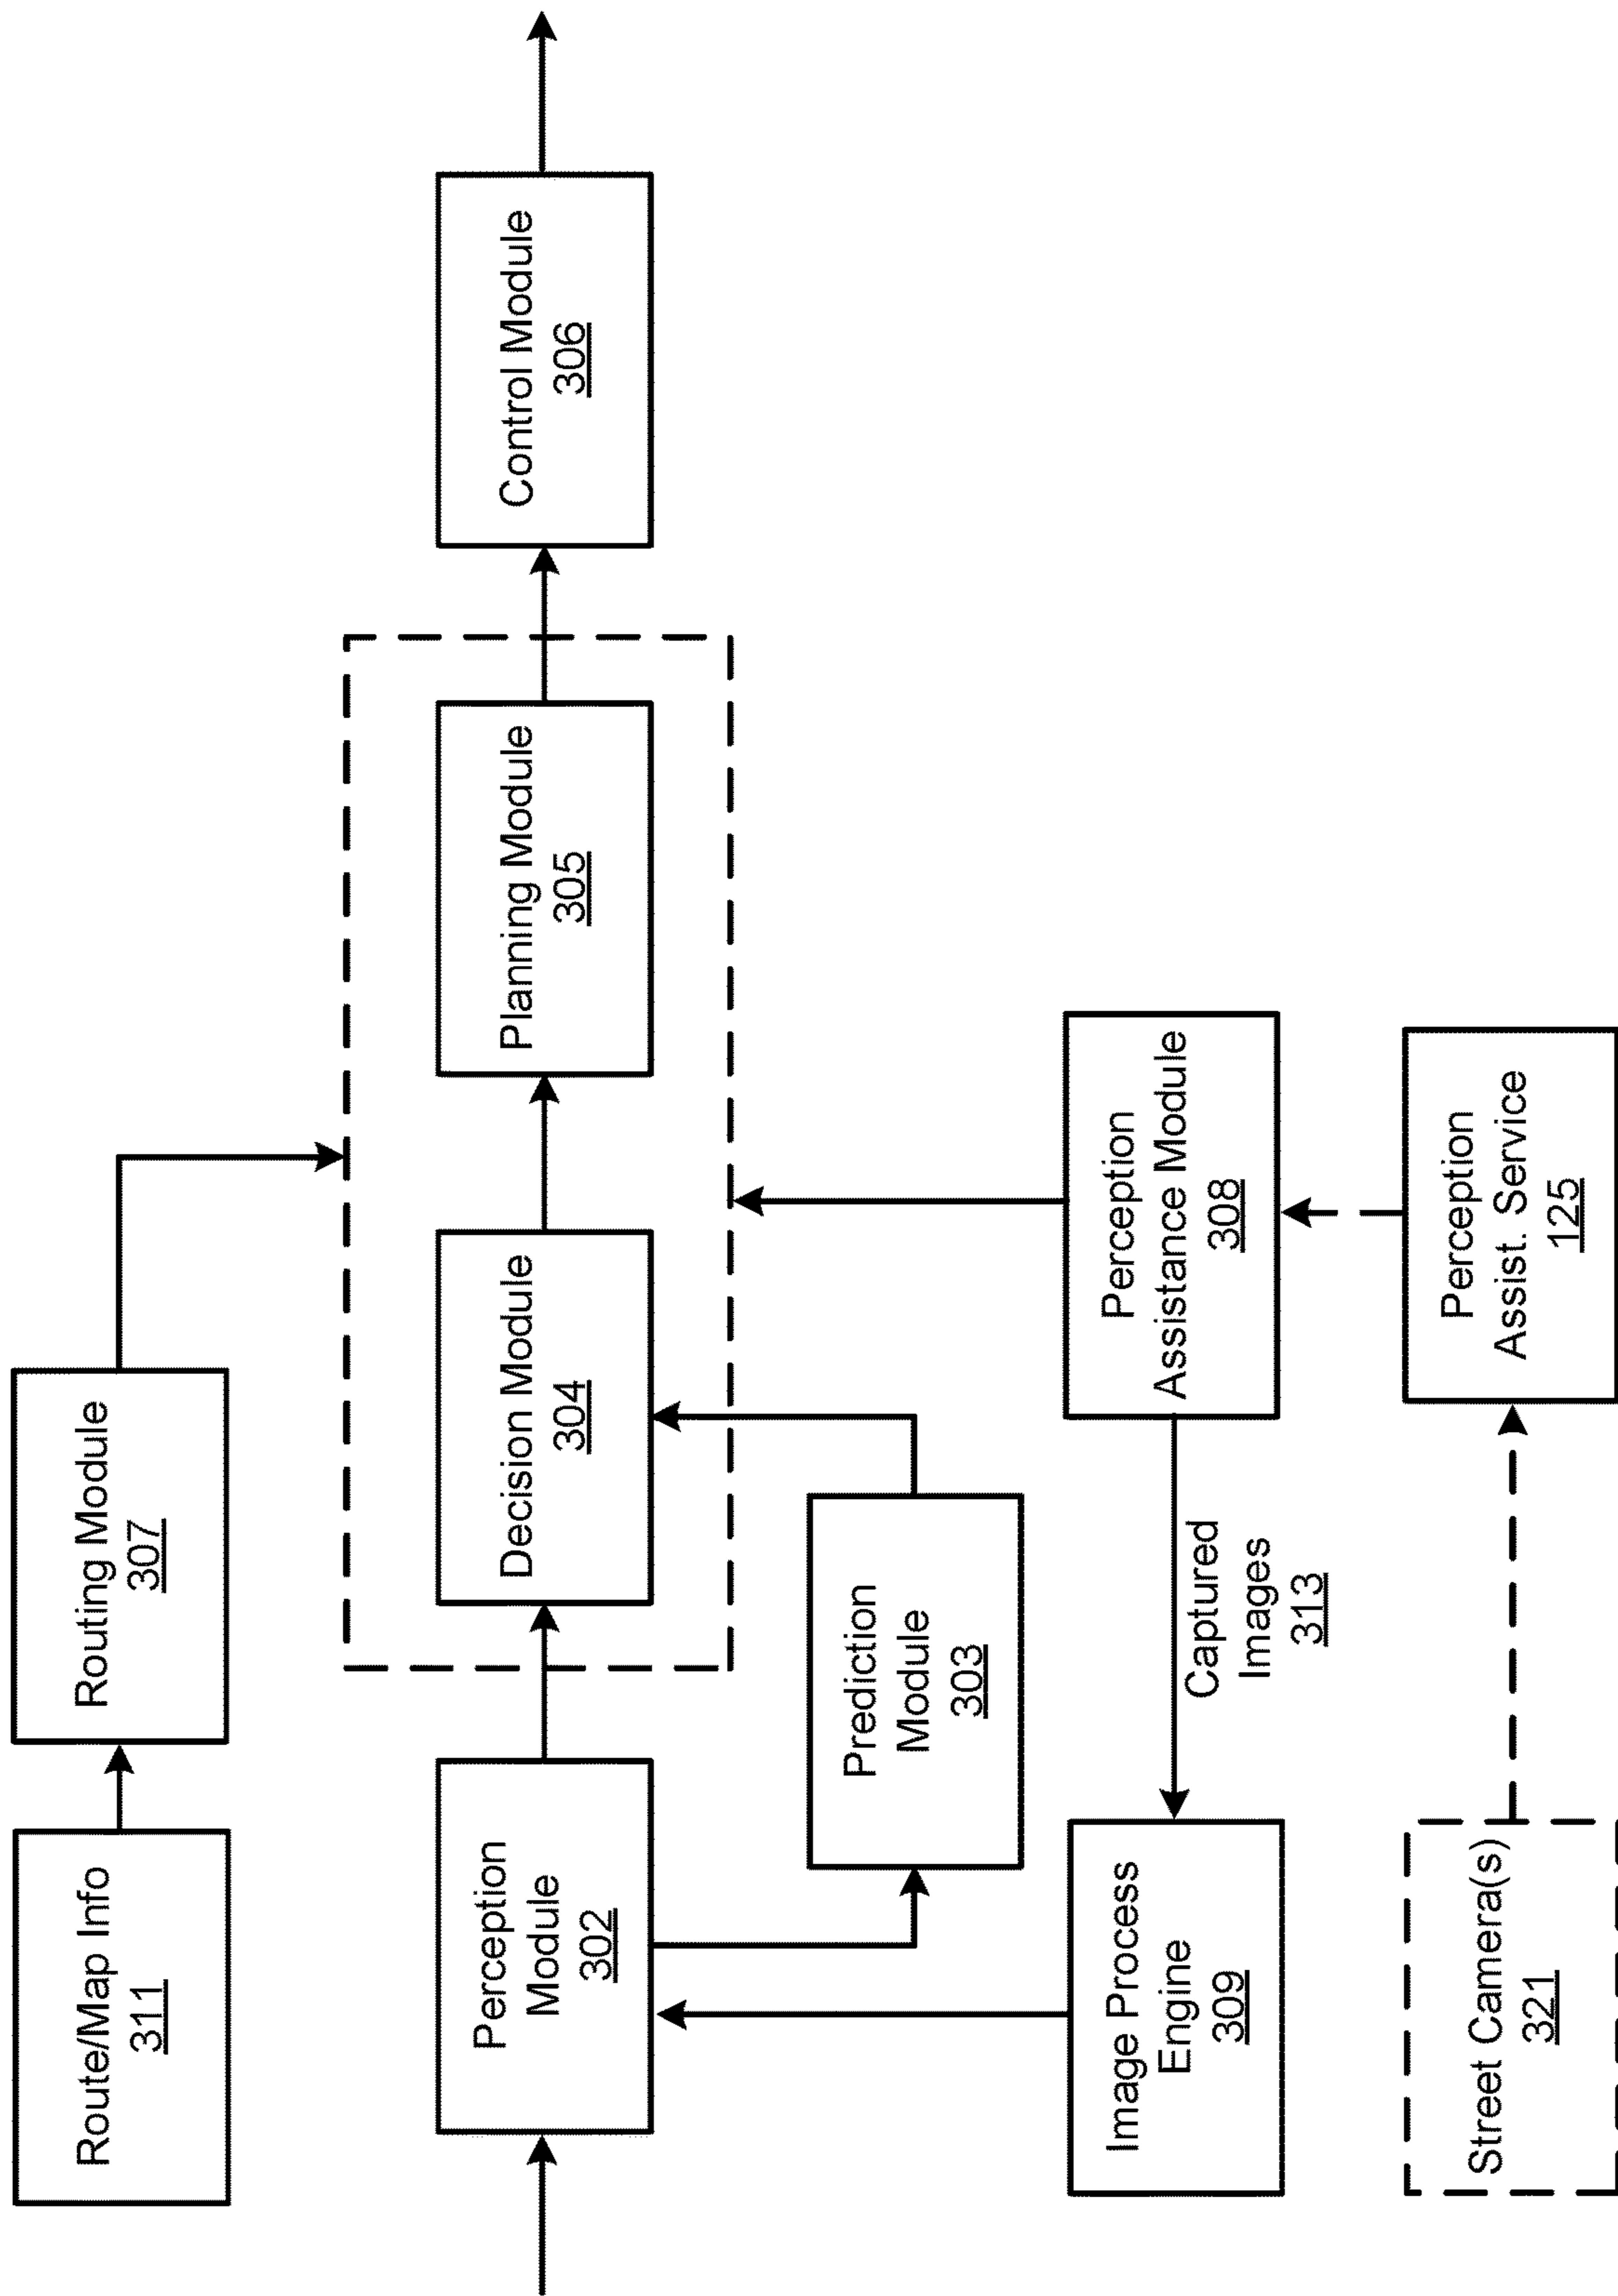 Route/Map Info
311
Routing Module
307
Perception
Module
302
Decision Module
304
Planning Module
305
Control Module
306
Prediction
Module
303
Image Process
Engine
309
Captured
Images
313
Perception
Assistance Module
308
Street Camera(s)
321
Perception
Assist. Service
125